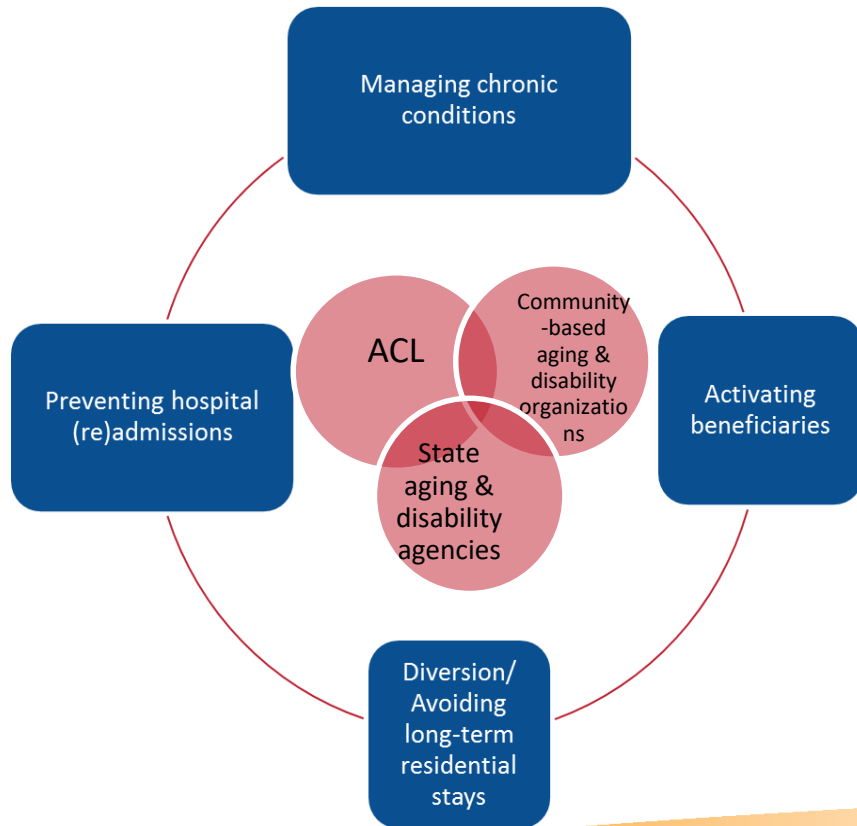 Managing chronic
conditions
ACL
Community
-based
aging &
disability
organizatio
ns
Preventing hospital
(re)admissions
Activating
beneficiaries
State
aging &
disability
agencies
Diversion/
Avoiding
long-term
residential
stays